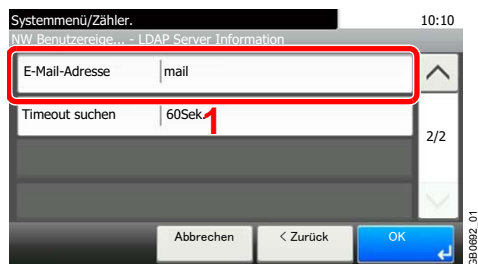 Systemmenü/Zähler. 10:10
NW Benutzereige... - LDAP Server Information
E-Mail-Adresse mail
Timeout suchen 60Sek.
1
2/2
Abbrechen < Zurück OK
GB0692_01